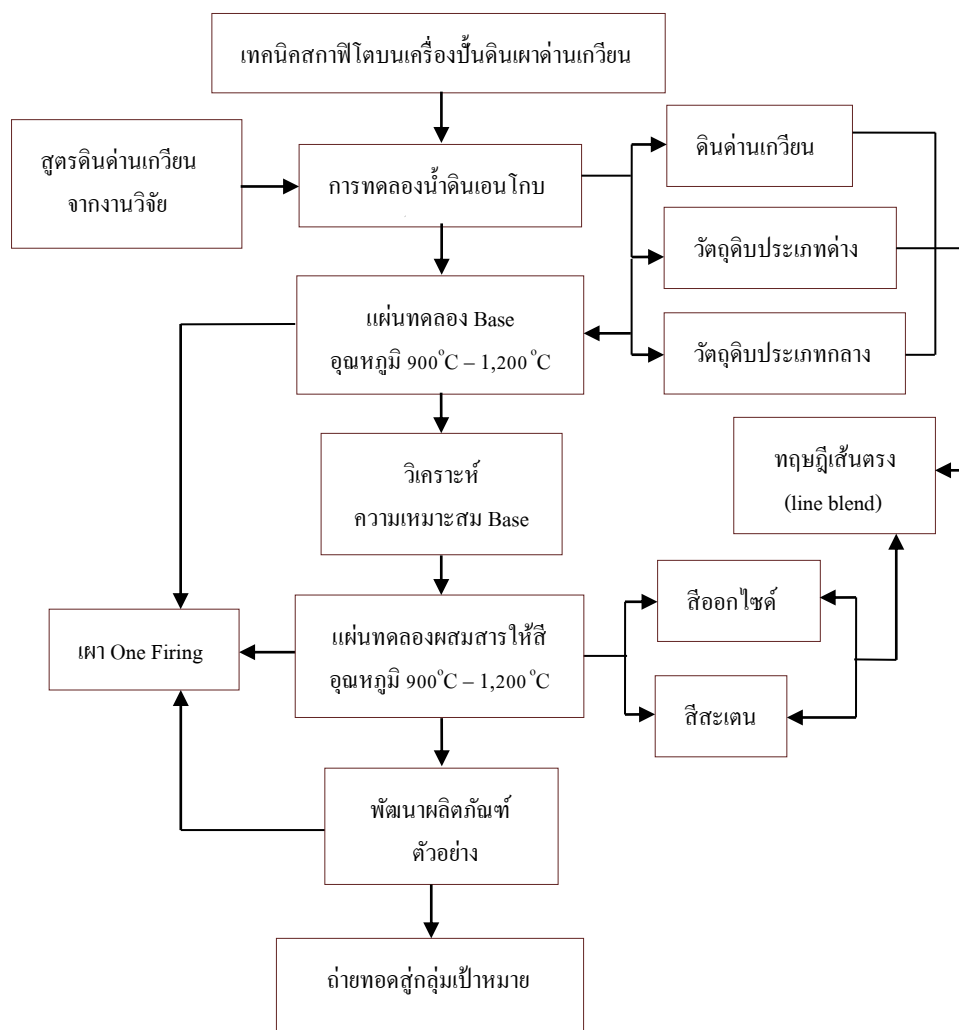 เทคนิคสกาฟิโตบนเครื่องปั้นดินเผาด่านเกวียน
สูตรดินด่านเกวียน
จากงานวิจัย
การทดลองน้ำดินเอนโกบ
ดินด่านเกวียน
วัตถุดิบประเภทด่าง
วัตถุดิบประเภทกลาง
แผ่นทดลอง Base
อุณหภูมิ 900°C – 1,200 °C
วิเคราะห์
ความเหมาะสม Base
ทฤษฎีเส้นตรง
(line blend)
เผา One Firing
แผ่นทดลองผสมสารให้สี
อุณหภูมิ 900°C – 1,200 °C
สีออกไซด์
สีสะเตน
พัฒนาผลิตภัณฑ์
ตัวอย่าง
ถ่ายทอดสู่กลุ่มเป้าหมาย